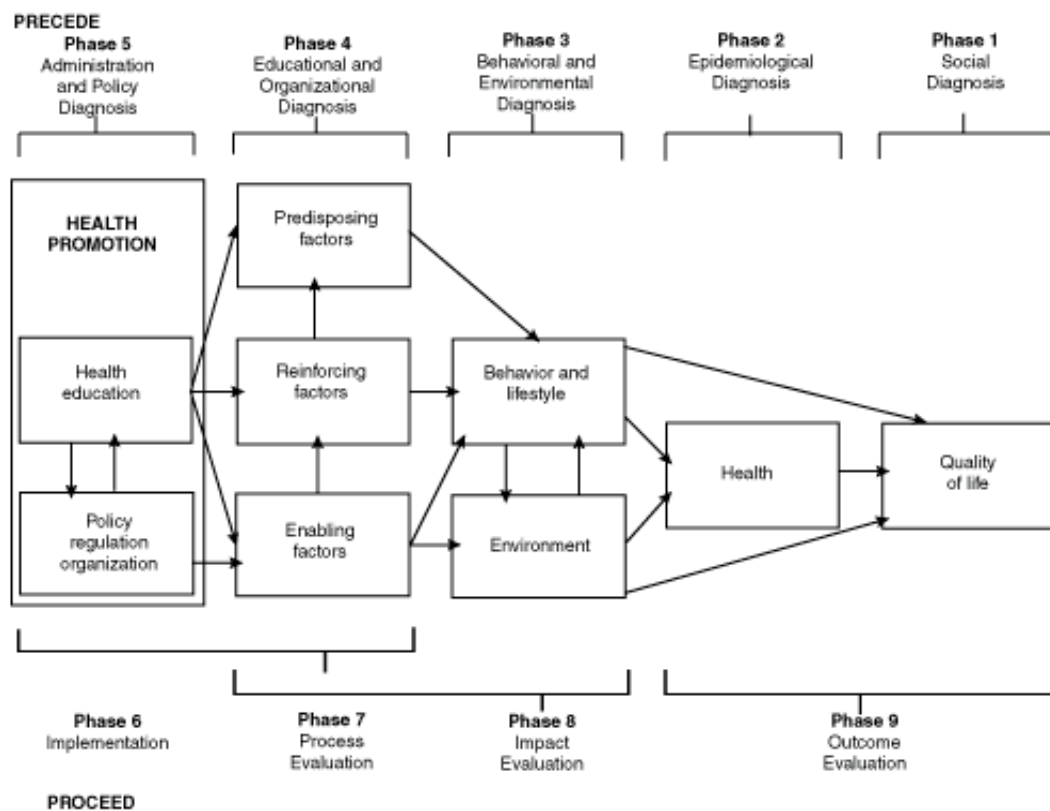 PRECEDE
Phase 5
Administration
and Policy
Diagnosis
Phase 4
Educational and
Organizational
Diagnosis
Phase 3
Behavioral and
Environmental
Diagnosis
Phase 2
Epidemiological
Diagnosis
Phase 1
Social
Diagnosis
HEALTH
PROMOTION
Predisposing
factors
Health
education
Reinforcing
factors
Behavior and
lifestyle
Health
Quality
of life
Policy
regulation
organization
Enabling
factors
Environment
Phase 6
Implementation
Phase 7
Process
Evaluation
Phase 8
Impact
Evaluation
Phase 9
Outcome
Evaluation
PROCEED